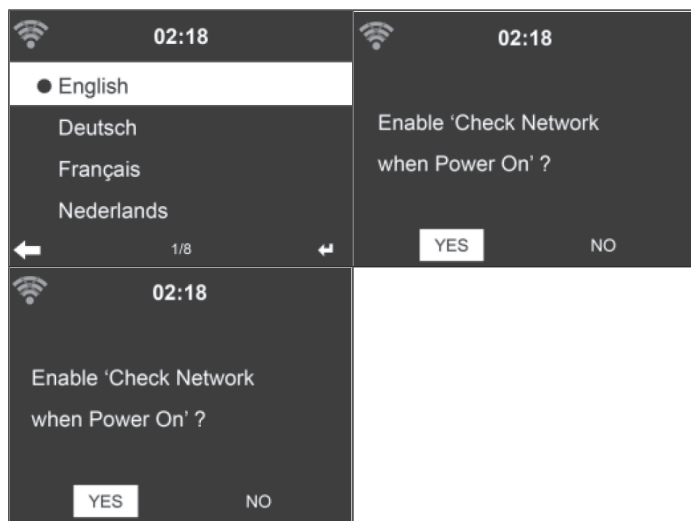 02:18
English
Deutsch
Français
Nederlands
1/8
02:18
Enable ‘Check Network
when Power On’ ?
YES NO
02:18
Enable ‘Check Network
when Power On’ ?
YES NO